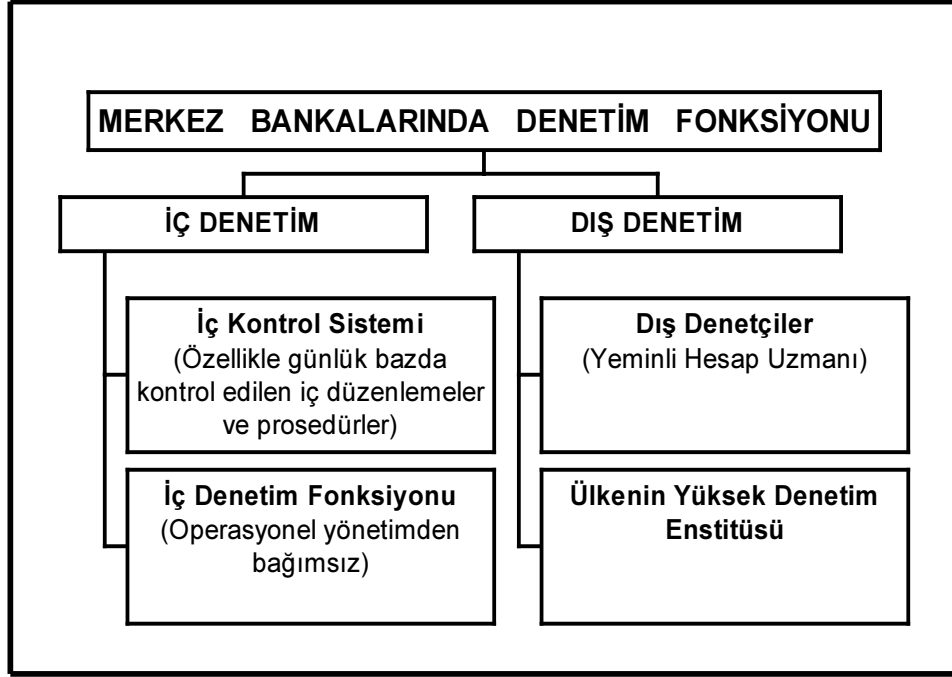 MERKEZ BANKALARINDA DENETİM FONKSİYONU
İÇ DENETİM
İç Kontrol Sistemi
(Özellikle günlük bazda
kontrol edilen iç düzenlemeler
ve prosedürler)
İç Denetim Fonksiyonu
(Operasyonel yönetimden
bağımsız)
DIŞ DENETİM
Dış Denetçiler
(Yeminli Hesap Uzmanı)
Ülkenin Yüksek Denetim
Enstitüsü